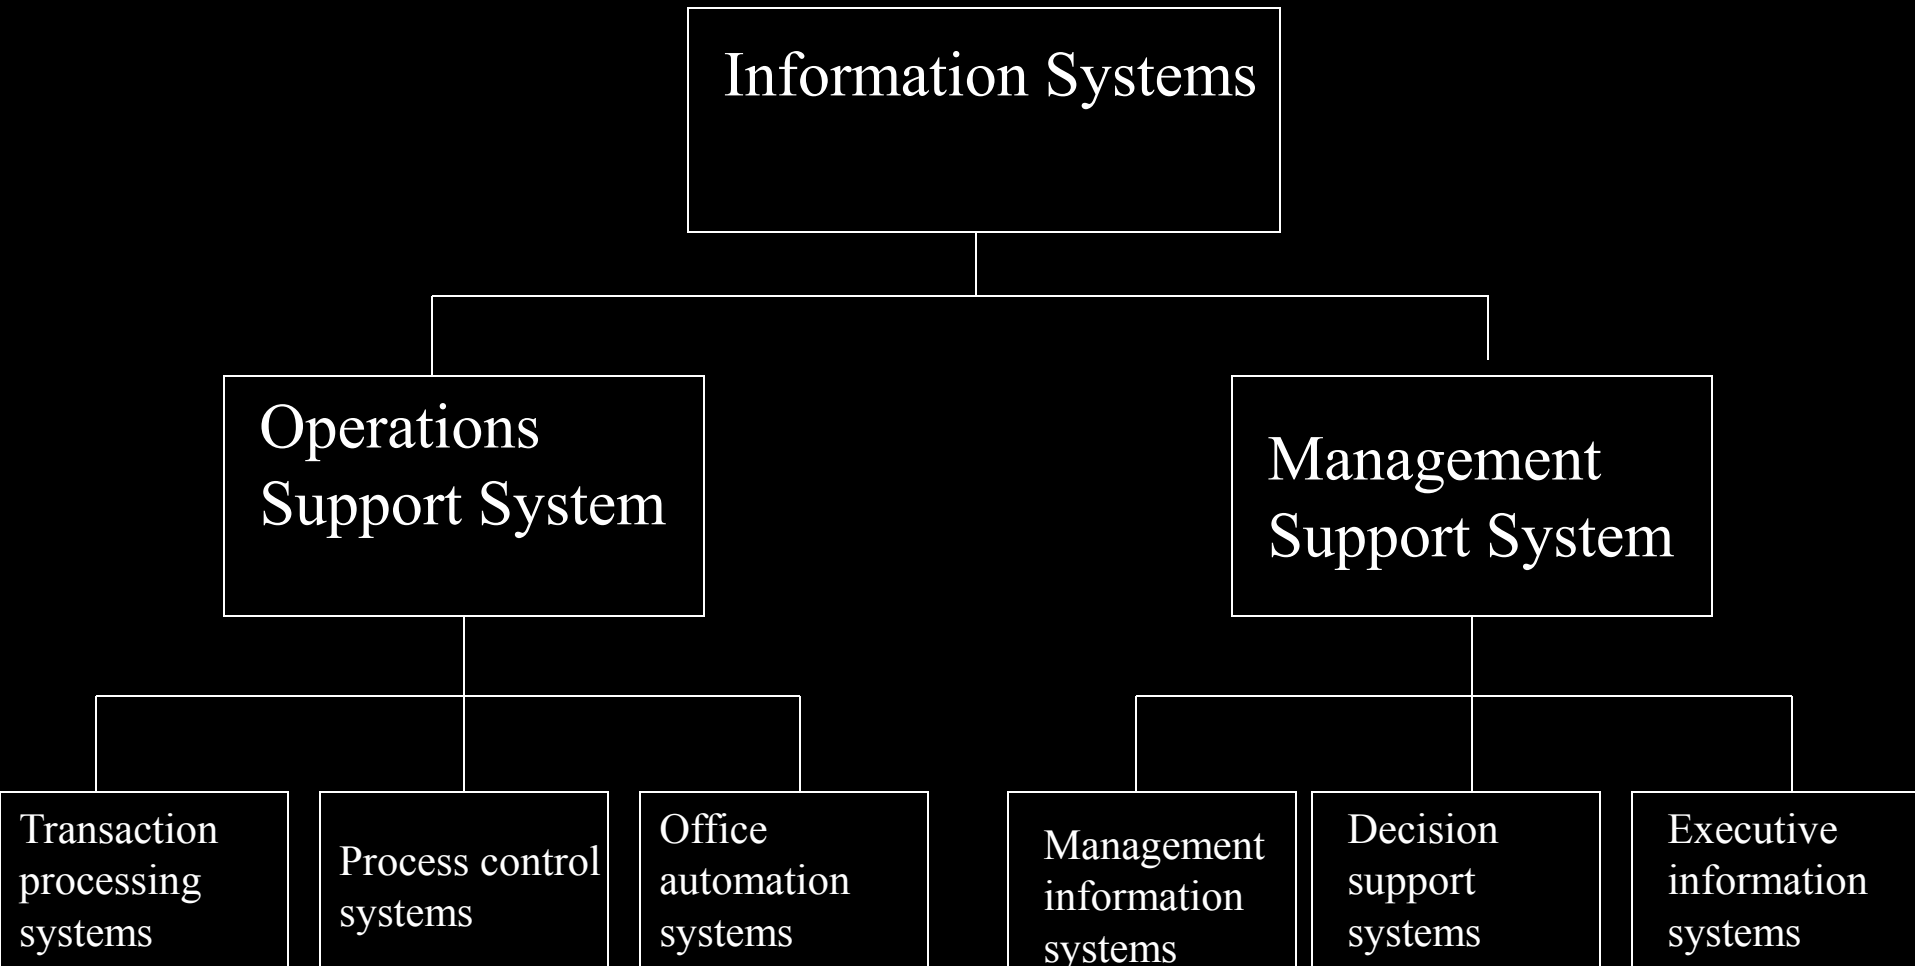 Information Systems
Operations
Support System
Management
Support System
Transaction
processing
systems
Process control
systems
Office
automation
systems
Management
information
systems
Decision
support
systems
Executive
information
systems